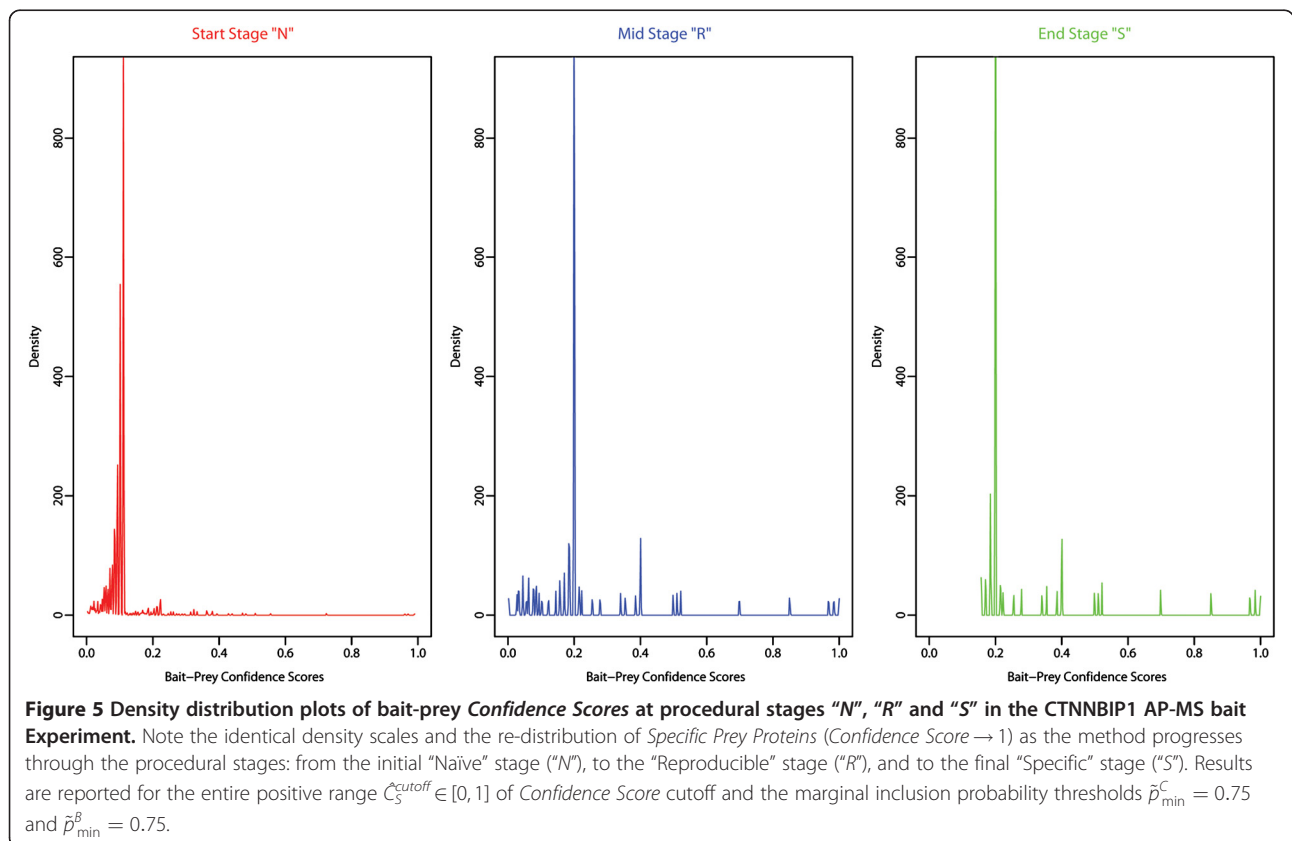 Start Stage "N"
Mid Stage "R"
End Stage "S"
Density
0
200
400
600
800
0.0 0.2 0.4 0.6 0.8 1.0
Bait−Prey Confidence Scores
Density
0
200
400
600
800
0.0 0.2 0.4 0.6 0.8 1.0
Bait−Prey Confidence Scores
Density
0
200
400
600
800
0.0 0.2 0.4 0.6 0.8 1.0
Bait−Prey Confidence Scores
Figure 5 Density distribution plots of bait-prey Confidence Scores at procedural stages “N”, “R” and “S” in the CTNNBIP1 AP-MS bait
Experiment. Note the identical density scales and the re-distribution of Specific Prey Proteins (Confidence Score → 1) as the method progresses
through the procedural stages: from the initial “Naïve” stage (“N”), to the “Reproducible” stage (“R”), and to the final “Specific” stage (“S”). Results
are reported for the entire positive range Ĉ_S^cutoff ∈ [0, 1] of Confidence Score cutoff and the marginal inclusion probability thresholds p̃_min^C = 0.75
and p̃_min^B = 0.75.